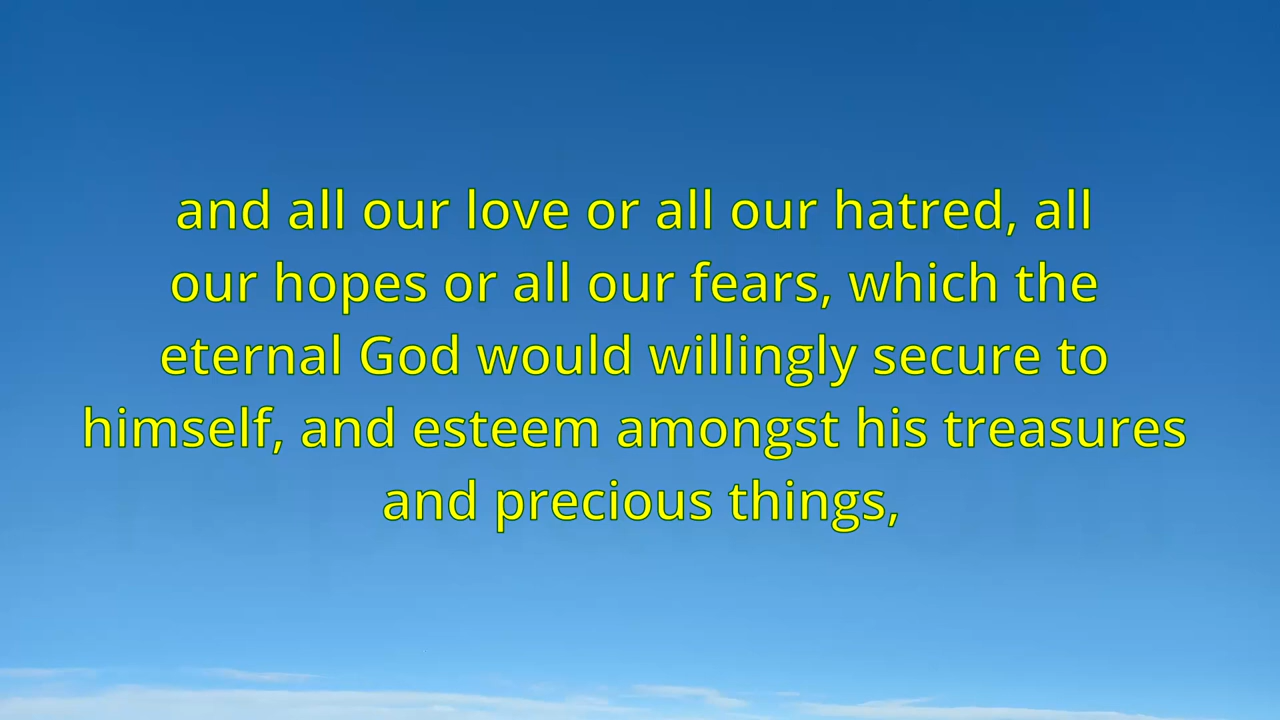 and all our love or all our hatred, all
our hopes or all our fears, which the
eternal God would willingly secure to
himself, and esteem amongst his treasures
and precious things,